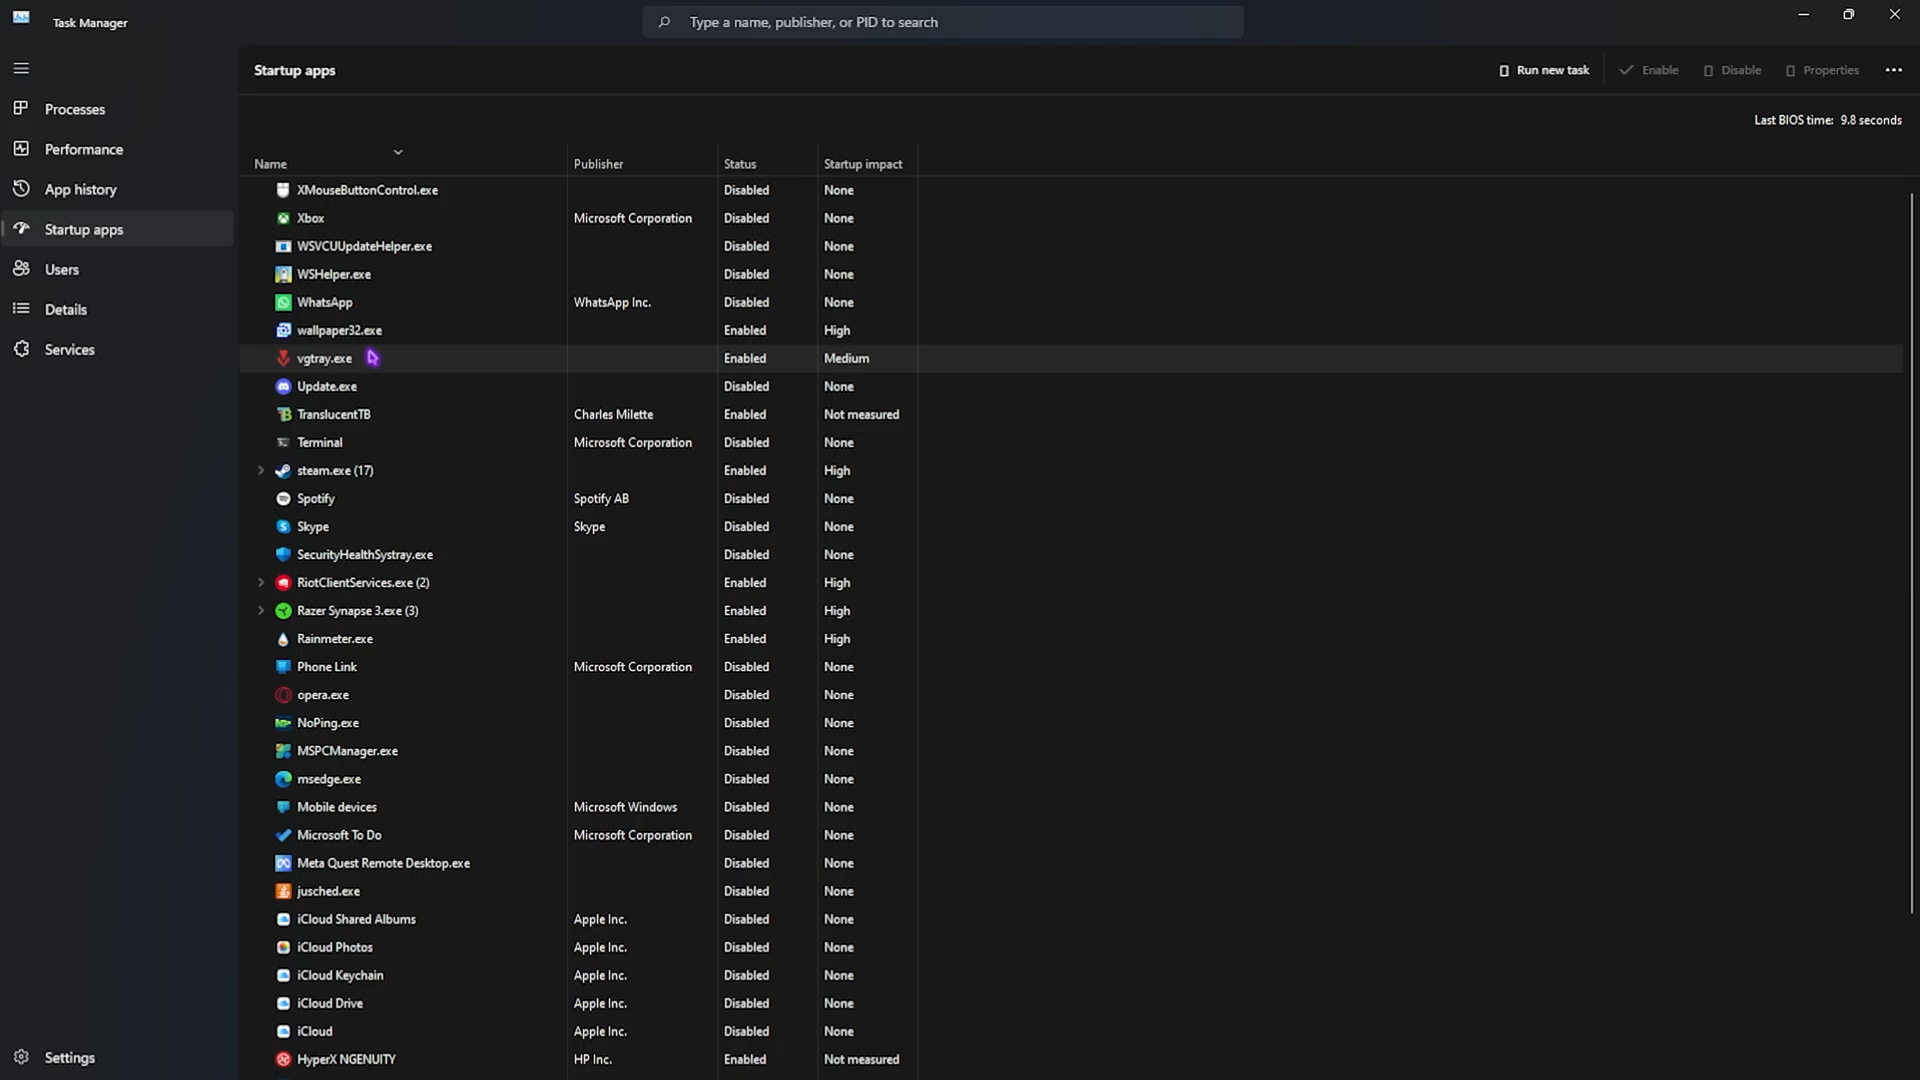 Task Manager
Type a name, publisher, or PID to search
Startup apps
Run new task
Enable
Disable
Properties
Last BIOS time: 9.8 seconds
Processes
Performance
App history
Startup apps
Users
Details
Services
Settings
Name Publisher Status Startup impact
XMouseButtonControl.exe Disabled None
Xbox Microsoft Corporation Disabled None
WSVCUUpdateHelper.exe Disabled None
WSHelper.exe Disabled None
WhatsApp WhatsApp Inc. Disabled None
wallpaper32.exe Enabled High
vgtray.exe Enabled Medium
Update.exe Disabled None
TranslucentTB Charles Milette Enabled Not measured
Terminal Microsoft Corporation Disabled None
steam.exe (17) Enabled High
Spotify Spotify AB Disabled None
Skype Skype Disabled None
SecurityHealthSystray.exe Disabled None
RiotClientServices.exe (2) Enabled High
Razer Synapse 3.exe (3) Enabled High
Rainmeter.exe Enabled High
Phone Link Microsoft Corporation Disabled None
opera.exe Disabled None
NoPing.exe Disabled None
MSPCManager.exe Disabled None
msedge.exe Disabled None
Mobile devices Microsoft Windows Disabled None
Microsoft To Do Microsoft Corporation Disabled None
Meta Quest Remote Desktop.exe Disabled None
jusched.exe Disabled None
iCloud Shared Albums Apple Inc. Disabled None
iCloud Photos Apple Inc. Disabled None
iCloud Keychain Apple Inc. Disabled None
iCloud Drive Apple Inc. Disabled None
iCloud Apple Inc. Disabled None
HyperX NGENUITY HP Inc. Enabled Not measured